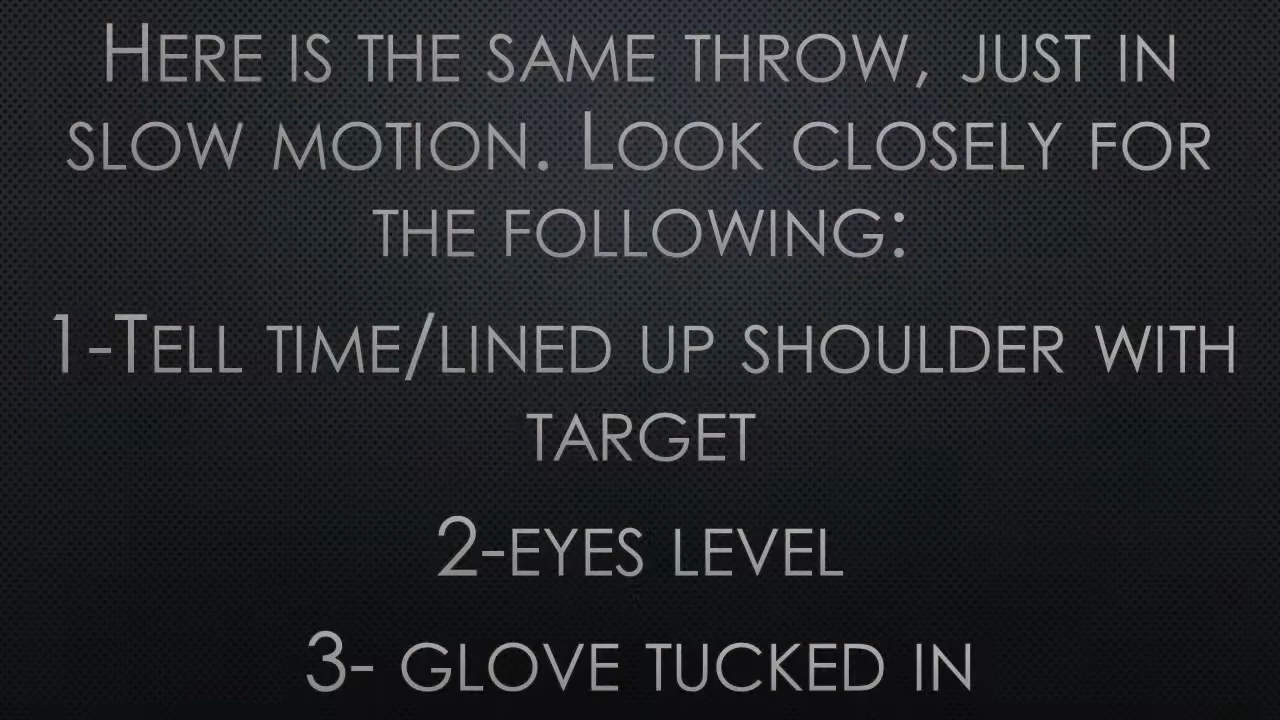 Here is the same throw, just in
slow motion. Look closely for
the following:
1-Tell time/lined up shoulder with
target
2-eyes level
3- glove tucked in